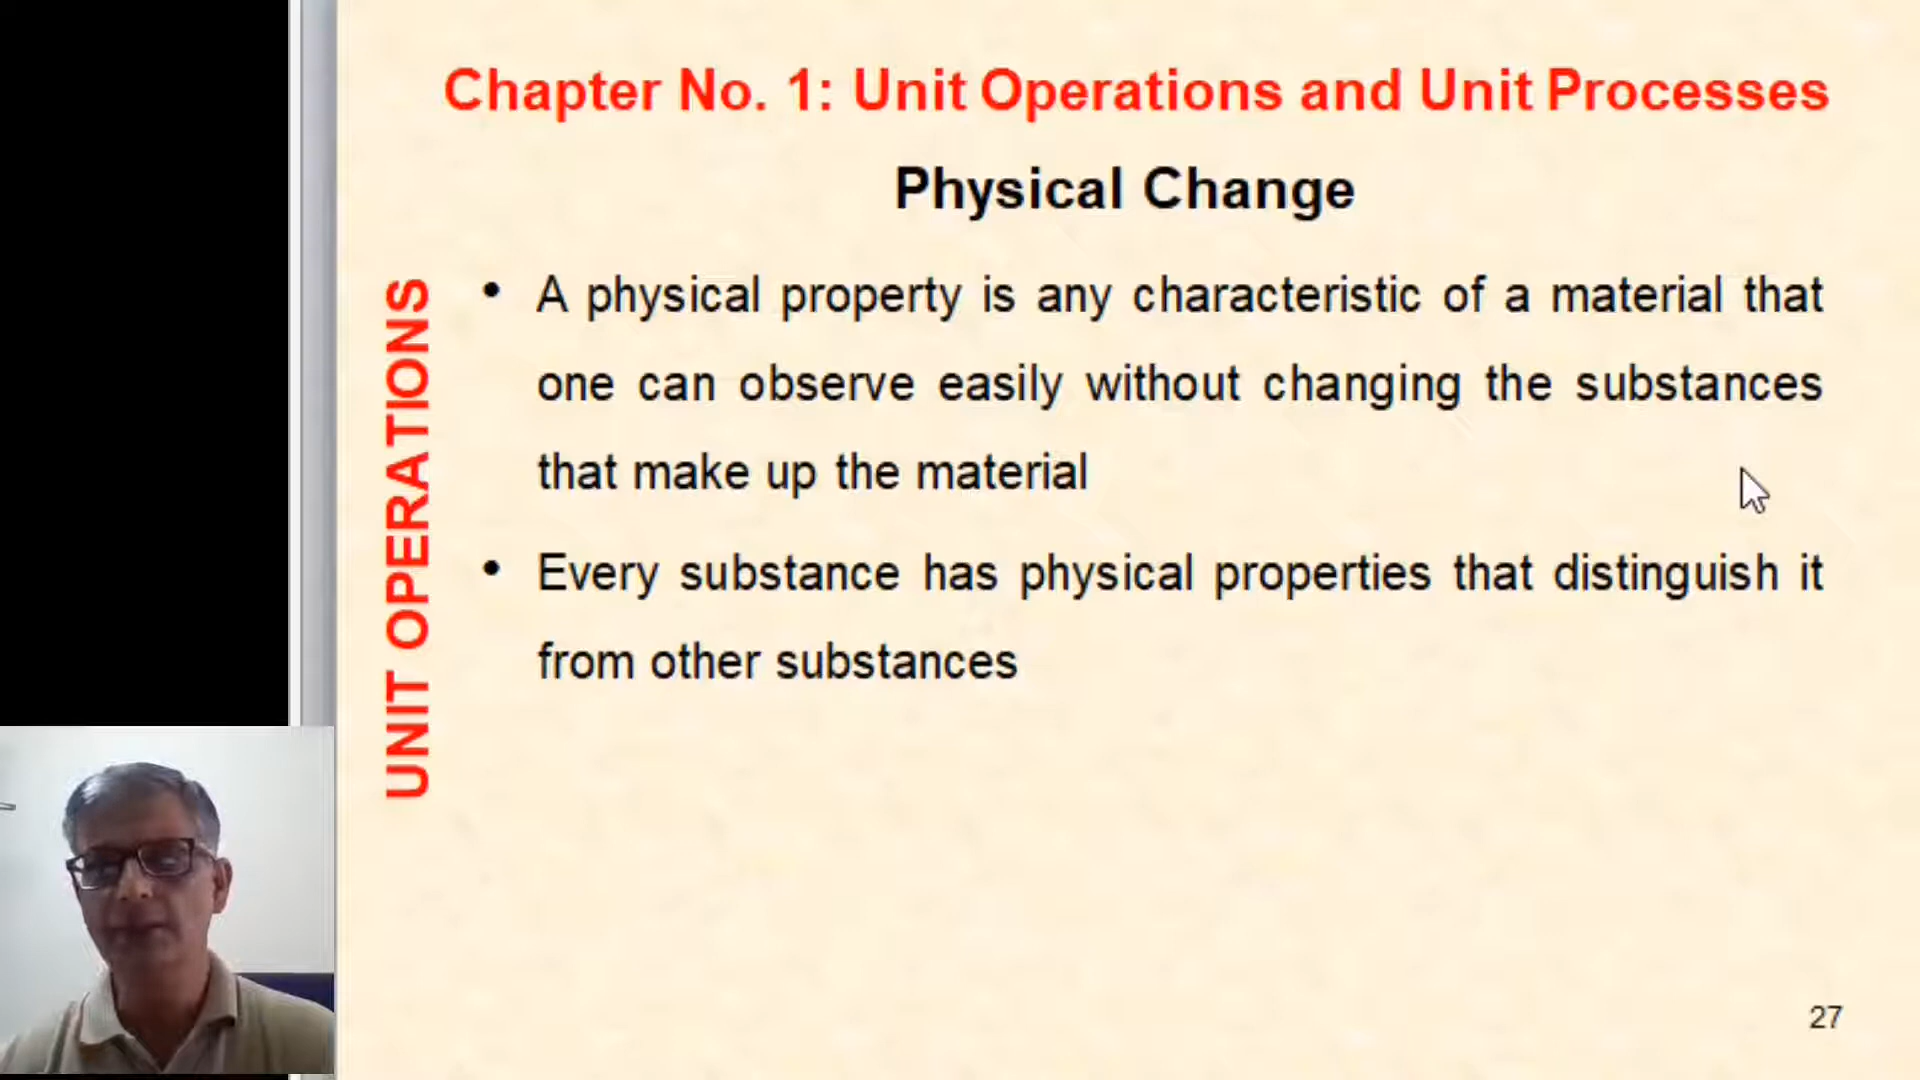 Chapter No. 1: Unit Operations and Unit Processes
Physical Change
UNIT OPERATIONS
• A physical property is any characteristic of a material that
one can observe easily without changing the substances
that make up the material
• Every substance has physical properties that distinguish it
from other substances
27